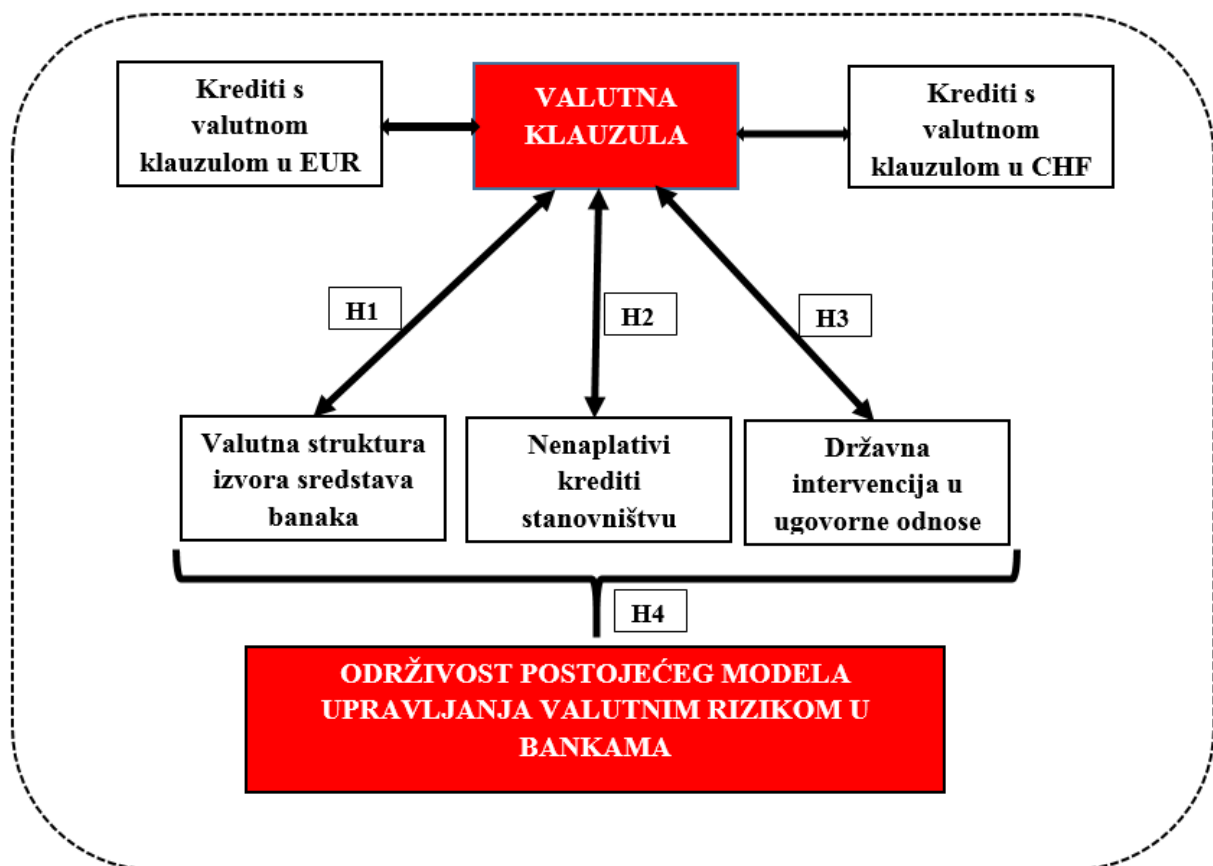 Krediti s
valutnom
klauzulom u EUR
VALUTNA
KLAUZULA
Krediti s
valutnom
klauzulom u CHF
H1
H2
H3
Valutna struktura
izvora sredstava
banaka
Nenaplativi
krediti
stanovništvu
Državna
intervencija u
ugovorne odnose
H4
ODRŽIVOST POSTOJEĆEG MODELA
UPRAVLJANJA VALUTNIM RIZIKOM U
BANKAMA